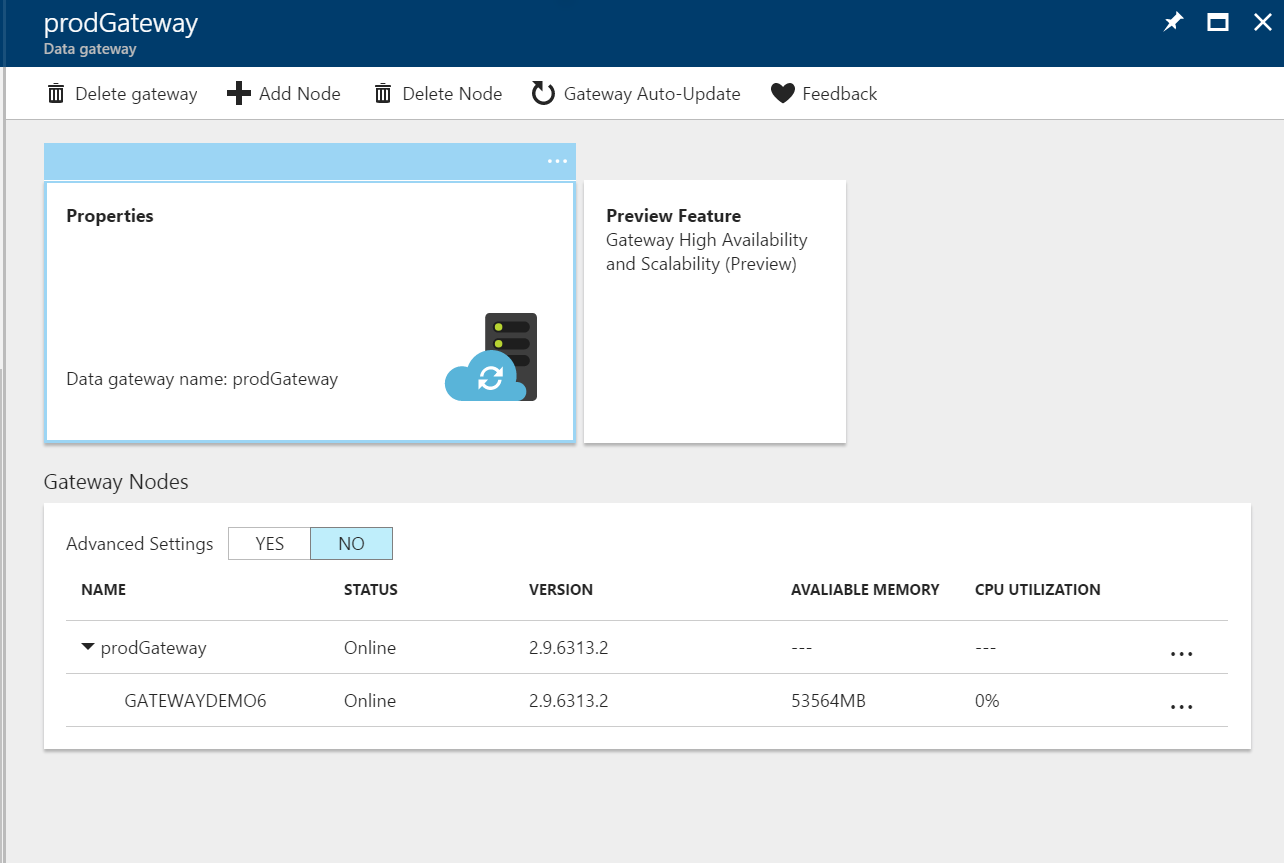 prodGateway
Data gateway
Delete gateway Add Node Delete Node Gateway Auto-Update Feedback
Properties
Data gateway name: prodGateway
Preview Feature
Gateway High Availability
and Scalability (Preview)
Gateway Nodes
Advanced Settings YES NO
NAME STATUS VERSION AVALIABLE MEMORY CPU UTILIZATION
prodGateway Online 2.9.6313.2 --- ---
GATEWAYDEMO6 Online 2.9.6313.2 53564MB 0%